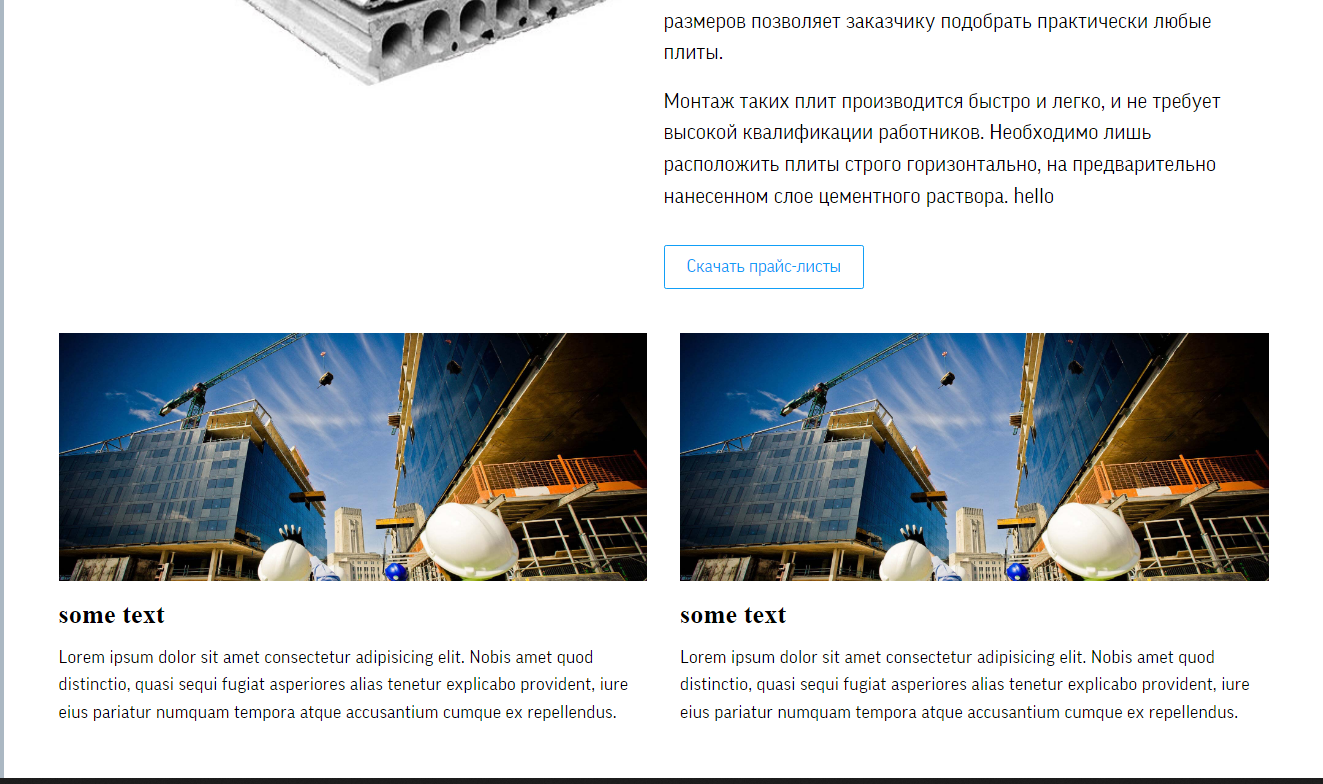 размеров позволяет заказчику подобрать практически любые
плиты.
Монтаж таких плит производится быстро и легко, и не требует
высокой квалификации работников. Необходимо лишь
расположить плиты строго горизонтально, на предварительно
нанесенном слое цементного раствора. hello
Скачать прайс-листы
some text
Lorem ipsum dolor sit amet consectetur adipisicing elit. Nobis amet quod
distinctio, quasi sequi fugiat asperiores alias tenetur explicabo provident, iure
eius pariatur numquam tempora atque accusantium cumque ex repellendus.
some text
Lorem ipsum dolor sit amet consectetur adipisicing elit. Nobis amet quod
distinctio, quasi sequi fugiat asperiores alias tenetur explicabo provident, iure
eius pariatur numquam tempora atque accusantium cumque ex repellendus.